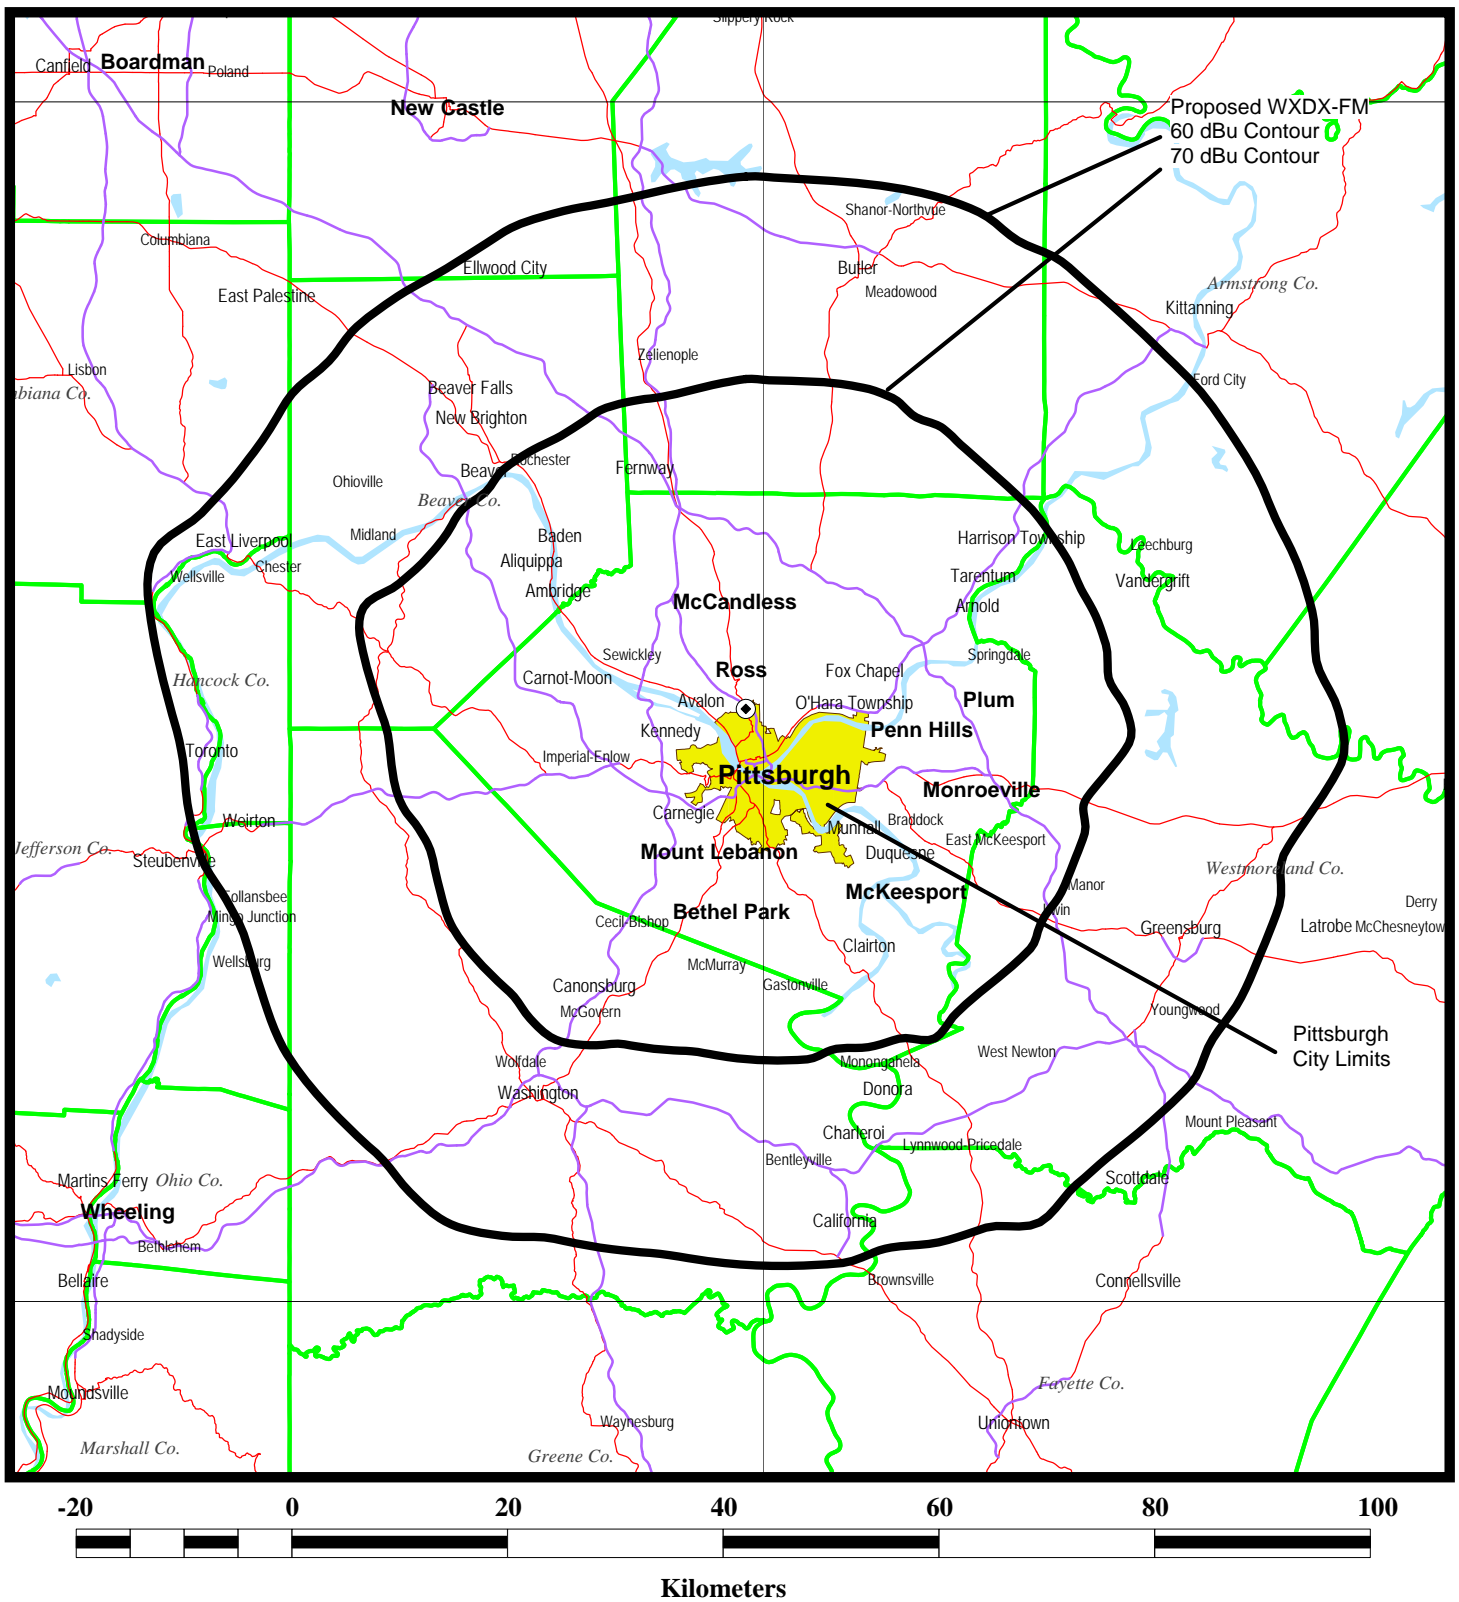 Slippery Rock
Canfield
Boardman
Poland
New Castle
Proposed WXDX-FM
60 dBu Contour
70 dBu Contour
Shanor-Northvue
Columbiana
Ellwood City
Butler
East Palestine
Meadowood
Armstrong Co.
Kittanning
Zelienople
Lisbon
Ford City
nbiana Co.
Beaver Falls
New Brighton
Rochester
Beaver
Fernway
Ohioville
Beaver Co.
Midland
Baden
Harrison Township
East Liverpool
Leechburg
Aliquippa
Chester
Wellsville
Tarentum
Vandergrift
Ambridge
McCandless
Arnold
Sewickley
Springdale
Ross
Fox Chapel
Hancock Co.
Carnot-Moon
Avalon
O'Hara Township
Plum
Kennedy
Penn Hills
Toronto
Imperial-Enlow
Pittsburgh
Monroeville
Carnegie
Weirton
Braddock
Munhall
East McKeesport
Jefferson Co.
Mount Lebanon
Duquesne
Steubenville
Westmoreland Co.
McKeesport
Manor
Follansbee
Derry
Mingo Junction
Bethel Park
Irwin
Cecil-Bishop
Greensburg
Latrobe
McChesneytow
Clairton
Wellsburg
McMurray
Canonsburg
Gastonville
McGovern
Youngwood
Pittsburgh
City Limits
West Newton
Wolfdale
Monongahela
Washington
Donora
Mount Pleasant
Charleroi
Lynnwood-Pricedale
Bentleyville
Martins Ferry
Ohio Co.
Scottdale
Wheeling
California
Bethlehem
Bellaire
Brownsville
Connellsville
Shadyside
Fayette Co.
Moundsville
Waynesburg
Uniontown
Marshall Co.
Greene Co.
-20 0 20 40 60 80 100
Kilometers